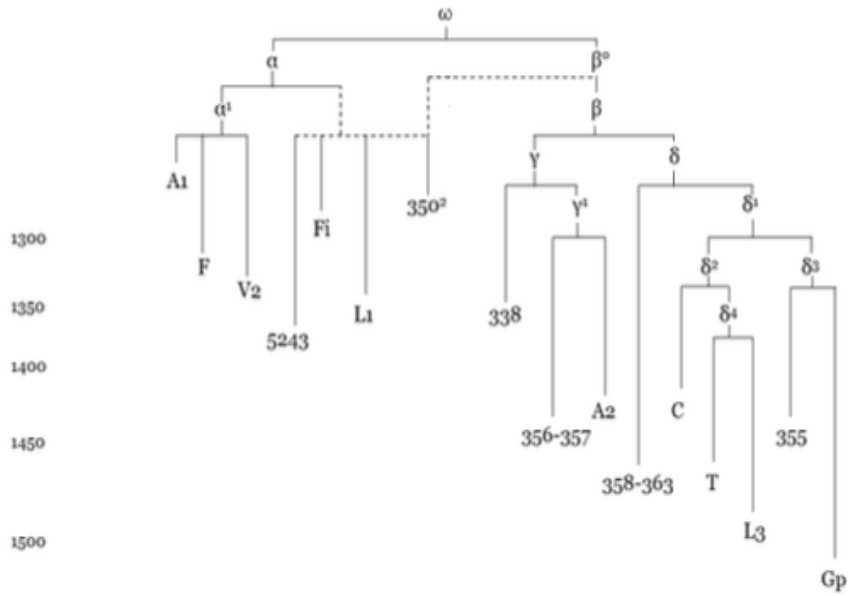 ω
α β°
α¹ β
γ δ
A1
350² γ¹ δ¹
Fi
1300
F δ² δ³
V2
1350 L1 338 δ4
5243
1400
A2 C
1450 356-357 355
358-363 T
L3
1500
Gp